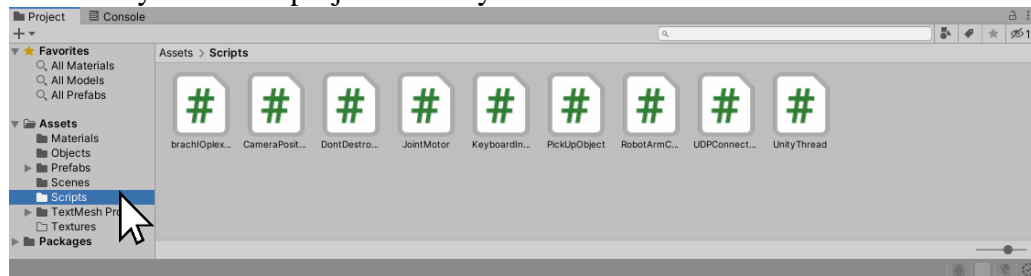 Project Console
Favorites
All Materials
All Models
All Prefabs
Assets
Materials
Objects
Prefabs
Scenes
Scripts
TextMesh
Textures
Packages
Assets > Scripts
brachIOplex... CameraPosit... DontDestro... JointMotor KeyboardIn... PickUpObject RobotArmC... UDPConnect... UnityThread
1